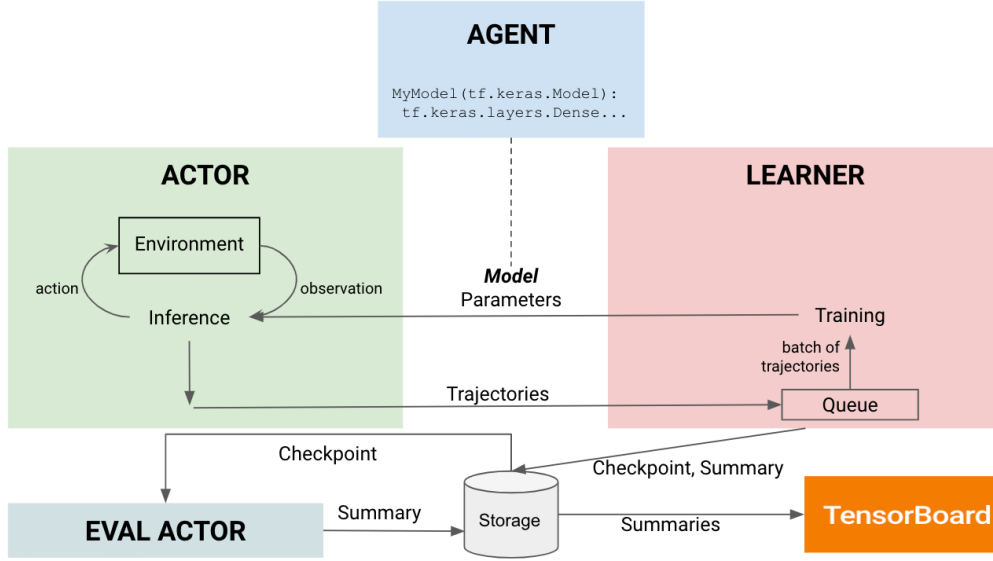 AGENT
MyModel(tf.keras.Model):
tf.keras.layers.Dense...
ACTOR
Environment
action
observation
Inference
LEARNER
Model
Parameters
Training
batch of
trajectories
Queue
Trajectories
Checkpoint
Checkpoint, Summary
EVAL ACTOR
Summary
Storage
Summaries
TensorBoard